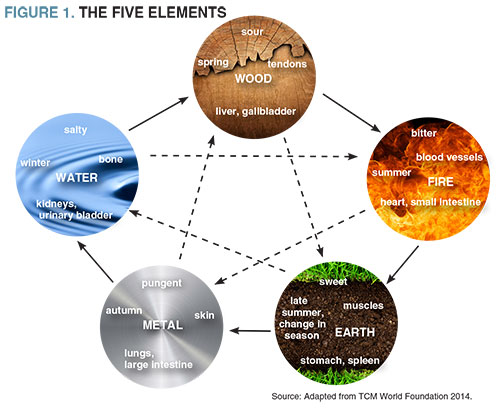 FIGURE 1. THE FIVE ELEMENTS
sour
spring
tendons
WOOD
liver, gallbladder
salty
winter
bone
WATER
kidneys,
urinary bladder
bitter
blood vessels
summer
FIRE
heart, small intestine
pungent
autumn
skin
METAL
lungs,
large intestine
sweet
late
summer,
change in
season
muscles
EARTH
stomach, spleen
Source: Adapted from TCM World Foundation 2014.